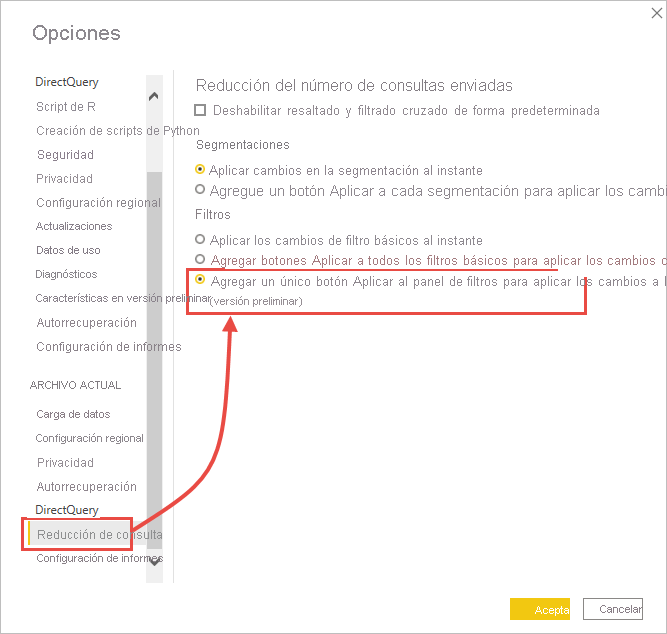 Opciones
DirectQuery
Script de R
Creación de scripts de Python
Seguridad
Privacidad
Configuración regional
Actualizaciones
Datos de uso
Diagnósticos
Características en versión preliminar
Autorrecuperación
Configuración de informes
ARCHIVO ACTUAL
Carga de datos
Configuración regional
Privacidad
Autorrecuperación
DirectQuery
Reducción de consulta
Configuración de informes
Reducción del número de consultas enviadas
Deshabilitar resaltado y filtrado cruzado de forma predeterminada
Segmentaciones
Aplicar cambios en la segmentación al instante
Agregue un botón Aplicar a cada segmentación para aplicar los cambi
Filtros
Aplicar los cambios de filtro básicos al instante
Agregar botones Aplicar a todos los filtros básicos para aplicar los cambios c
Agregar un único botón Aplicar al panel de filtros para aplicar los cambios a l
(versión preliminar)
Acepta
Cancelar